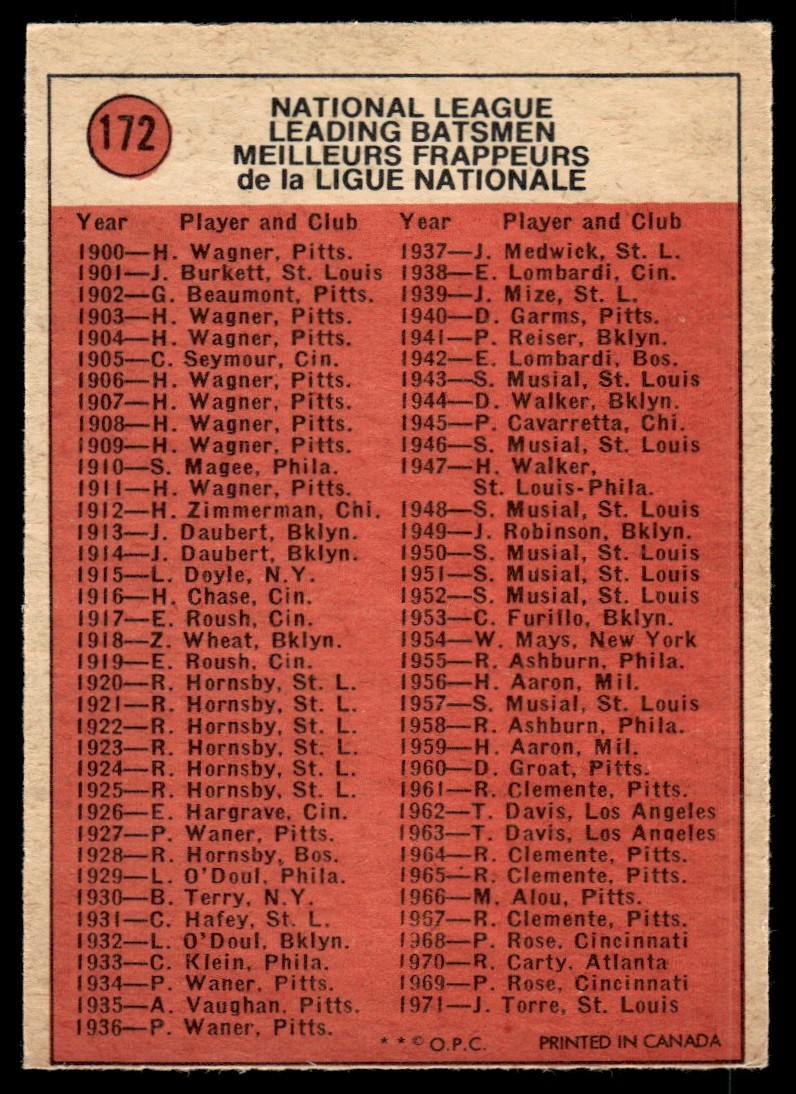 172
NATIONAL LEAGUE
LEADING BATSMEN
MEILLEURS FRAPPEURS
de la LIGUE NATIONALE
Year Player and Club
1900—H. Wagner, Pitts.
1901—J. Burkett, St. Louis
1902—G. Beaumont, Pitts.
1903—H. Wagner, Pitts.
1904—H. Wagner, Pitts.
1905—C. Seymour, Cin.
1906—H. Wagner, Pitts.
1907—H. Wagner, Pitts.
1908—H. Wagner, Pitts.
1909—H. Wagner, Pitts.
1910—S. Magee, Phila.
1911—H. Wagner, Pitts.
1912—H. Zimmerman, Chi.
1913—J. Daubert, Bklyn.
1914—J. Daubert, Bklyn.
1915—L. Doyle, N.Y.
1916—H. Chase, Cin.
1917—E. Roush, Cin.
1918—Z. Wheat, Bklyn.
1919—E. Roush, Cin.
1920—R. Hornsby, St. L.
1921—R. Hornsby, St. L.
1922—R. Hornsby, St. L.
1923—R. Hornsby, St. L.
1924—R. Hornsby, St. L.
1925—R. Hornsby, St. L.
1926—E. Hargrave, Cin.
1927—P. Waner, Pitts.
1928—R. Hornsby, Bos.
1929—L. O'Doul, Phila.
1930—B. Terry, N.Y.
1931—C. Hafey, St. L.
1932—L. O'Doul, Bklyn.
1933—C. Klein, Phila.
1934—P. Waner, Pitts.
1935—A. Vaughan, Pitts.
1936—P. Waner, Pitts.
Year Player and Club
1937—J. Medwick, St. L.
1938—E. Lombardi, Cin.
1939—J. Mize, St. L.
1940—D. Garms, Pitts.
1941—P. Reiser, Bklyn.
1942—E. Lombardi, Bos.
1943—S. Musial, St. Louis
1944—D. Walker, Bklyn.
1945—P. Cavarretta, Chi.
1946—S. Musial, St. Louis
1947—H. Walker,
St. Louis-Phila.
1948—S. Musial, St. Louis
1949—J. Robinson, Bklyn.
1950—S. Musial, St. Louis
1951—S. Musial, St. Louis
1952—S. Musial, St. Louis
1953—C. Furillo, Bklyn.
1954—W. Mays, New York
1955—R. Ashburn, Phila.
1956—H. Aaron, Mil.
1957—S. Musial, St. Louis
1958—R. Ashburn, Phila.
1959—H. Aaron, Mil.
1960—D. Groat, Pitts.
1961—R. Clemente, Pitts.
1962—T. Davis, Los Angeles
1963—T. Davis, Los Angeles
1964—R. Clemente, Pitts.
1965—R. Clemente, Pitts.
1966—M. Alou, Pitts.
1967—R. Clemente, Pitts.
1968—P. Rose, Cincinnati
1970—R. Carty, Atlanta
1969—P. Rose, Cincinnati
1971—J. Torre, St. Louis
* * © O.P.C. PRINTED IN CANADA